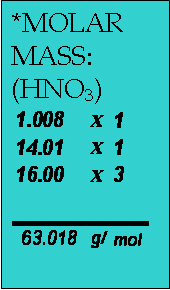 *MOLAR
MASS:
(HNO₃)
1.008 x 1
14.01 x 1
16.00 x 3
63.018 g/ mol